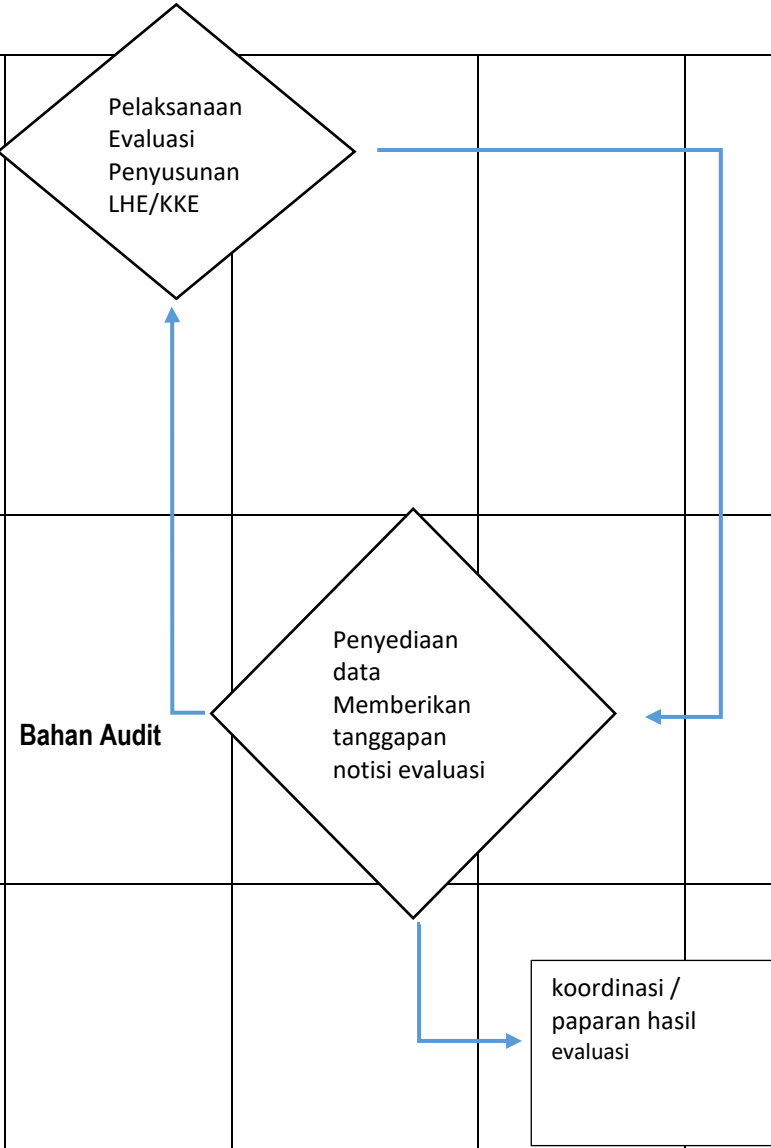 Pelaksanaan
Evaluasi
Penyusunan
LHE/KKE
Penyediaan
data
Memberikan
tanggapan
notisi evaluasi
Bahan Audit
koordinasi /
paparan hasil
evaluasi